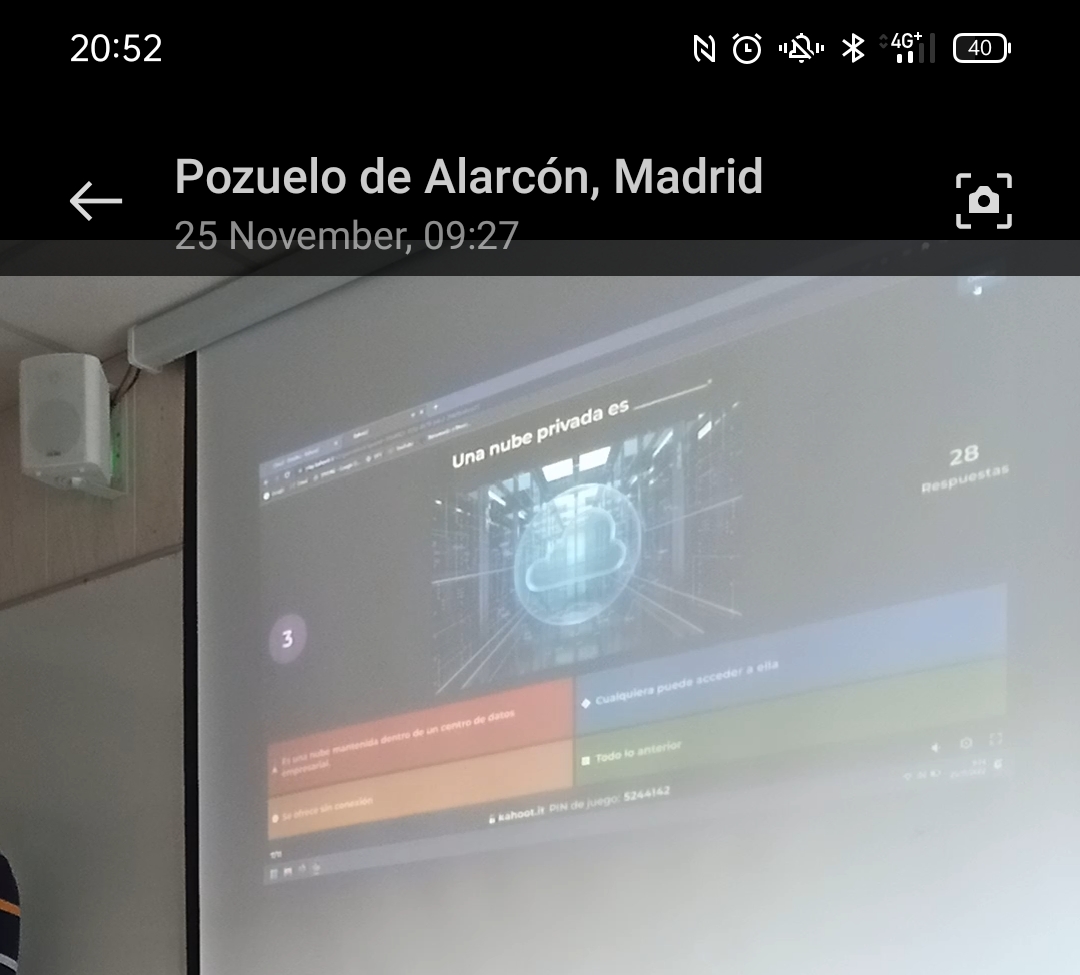 20:52
4G+
40
Pozuelo de Alarcón, Madrid
25 November, 09:27
Una nube privada es
28
Respuestas
3
Es una nube mantenida dentro de un centro de datos
empresarial.
Cualquiera puede acceder a ella
Se ofrece sin conexión
Todo lo anterior
kahoot.it PIN de juego: 5244142